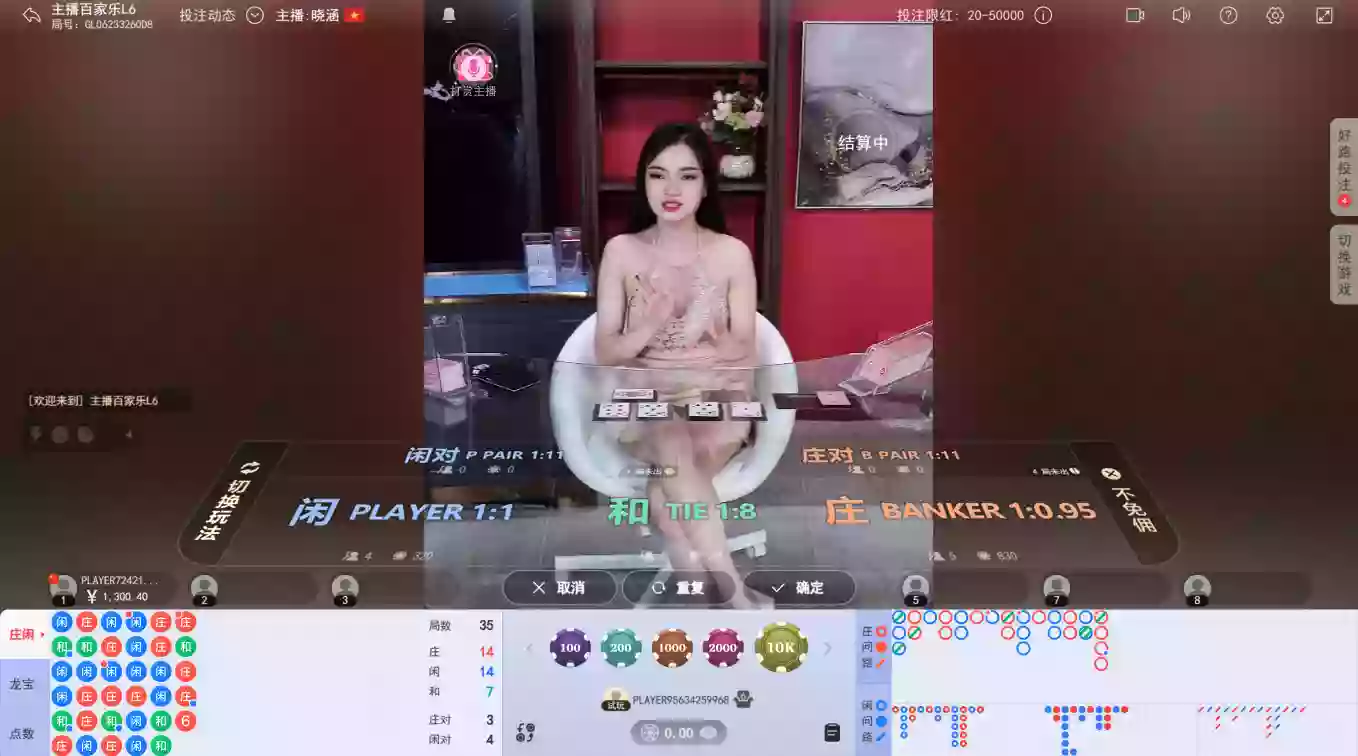 主播百家乐L6
局号: GL06233260D8
投注动态
主播:晓涵
投注限红: 20-50000
打赏主播
结算中
好路投注
4
切换游戏
[欢迎来到] 主播百家乐L6
切换玩法
闲对 P PAIR 1:11
0 0
庄对 B PAIR 1:11
0 0
4 局未出
不免佣
闲 PLAYER 1:1
和 TIE 1:8
庄 BANKER 1:0.95
4 320
5 830
PLAYER72421...
¥ 1,300.40
1
2
3
取消
重复
确定
5
7
8
庄闲
龙宝
点数
闲 庄 闲 闲 庄 庄
和 和 庄 闲 庄 和
闲 闲 闲 闲 闲 庄
闲 庄 庄 庄 闲 庄
和 庄 和 闲 和 6
庄 闲 庄 闲 和
局数 35
庄 14
闲 14
和 7
庄对 3
闲对 4
100
200
1000
2000
10K
试玩
PLAYER95634259968
0.00
庄问路
闲问路